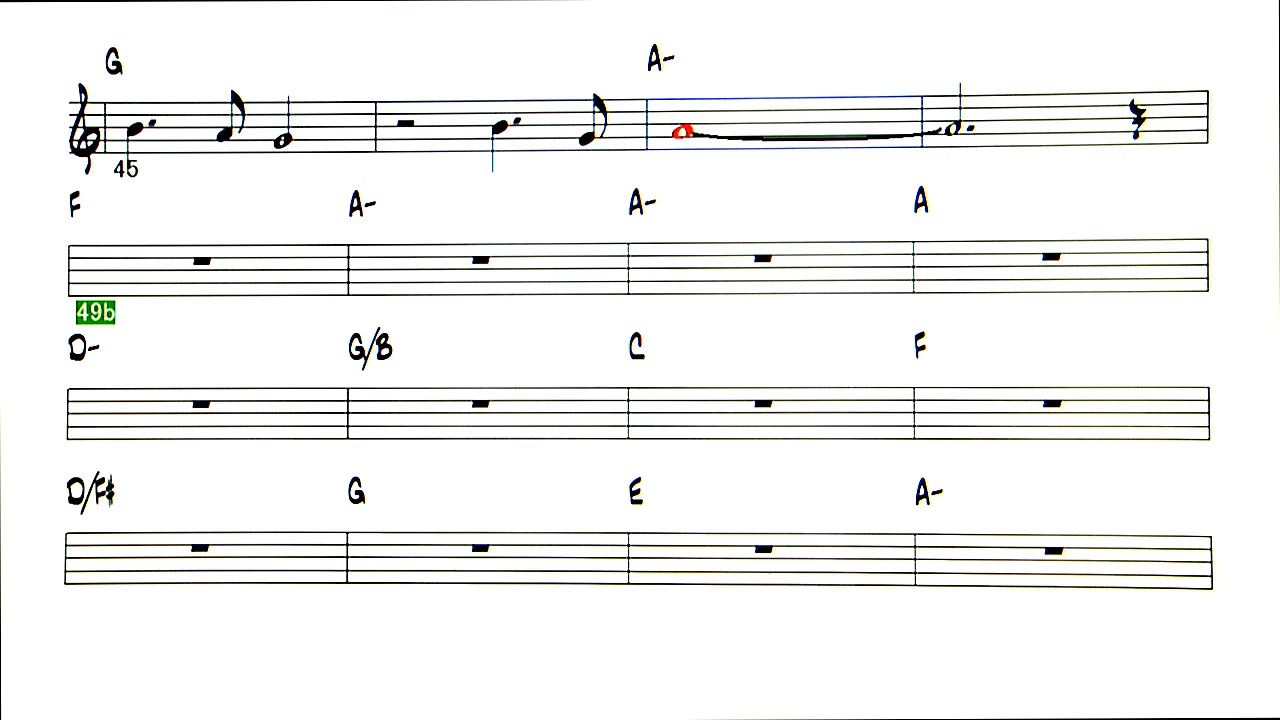 G A-
45
F A- A- A
49b
D- G/B C F
D/F# G E A-